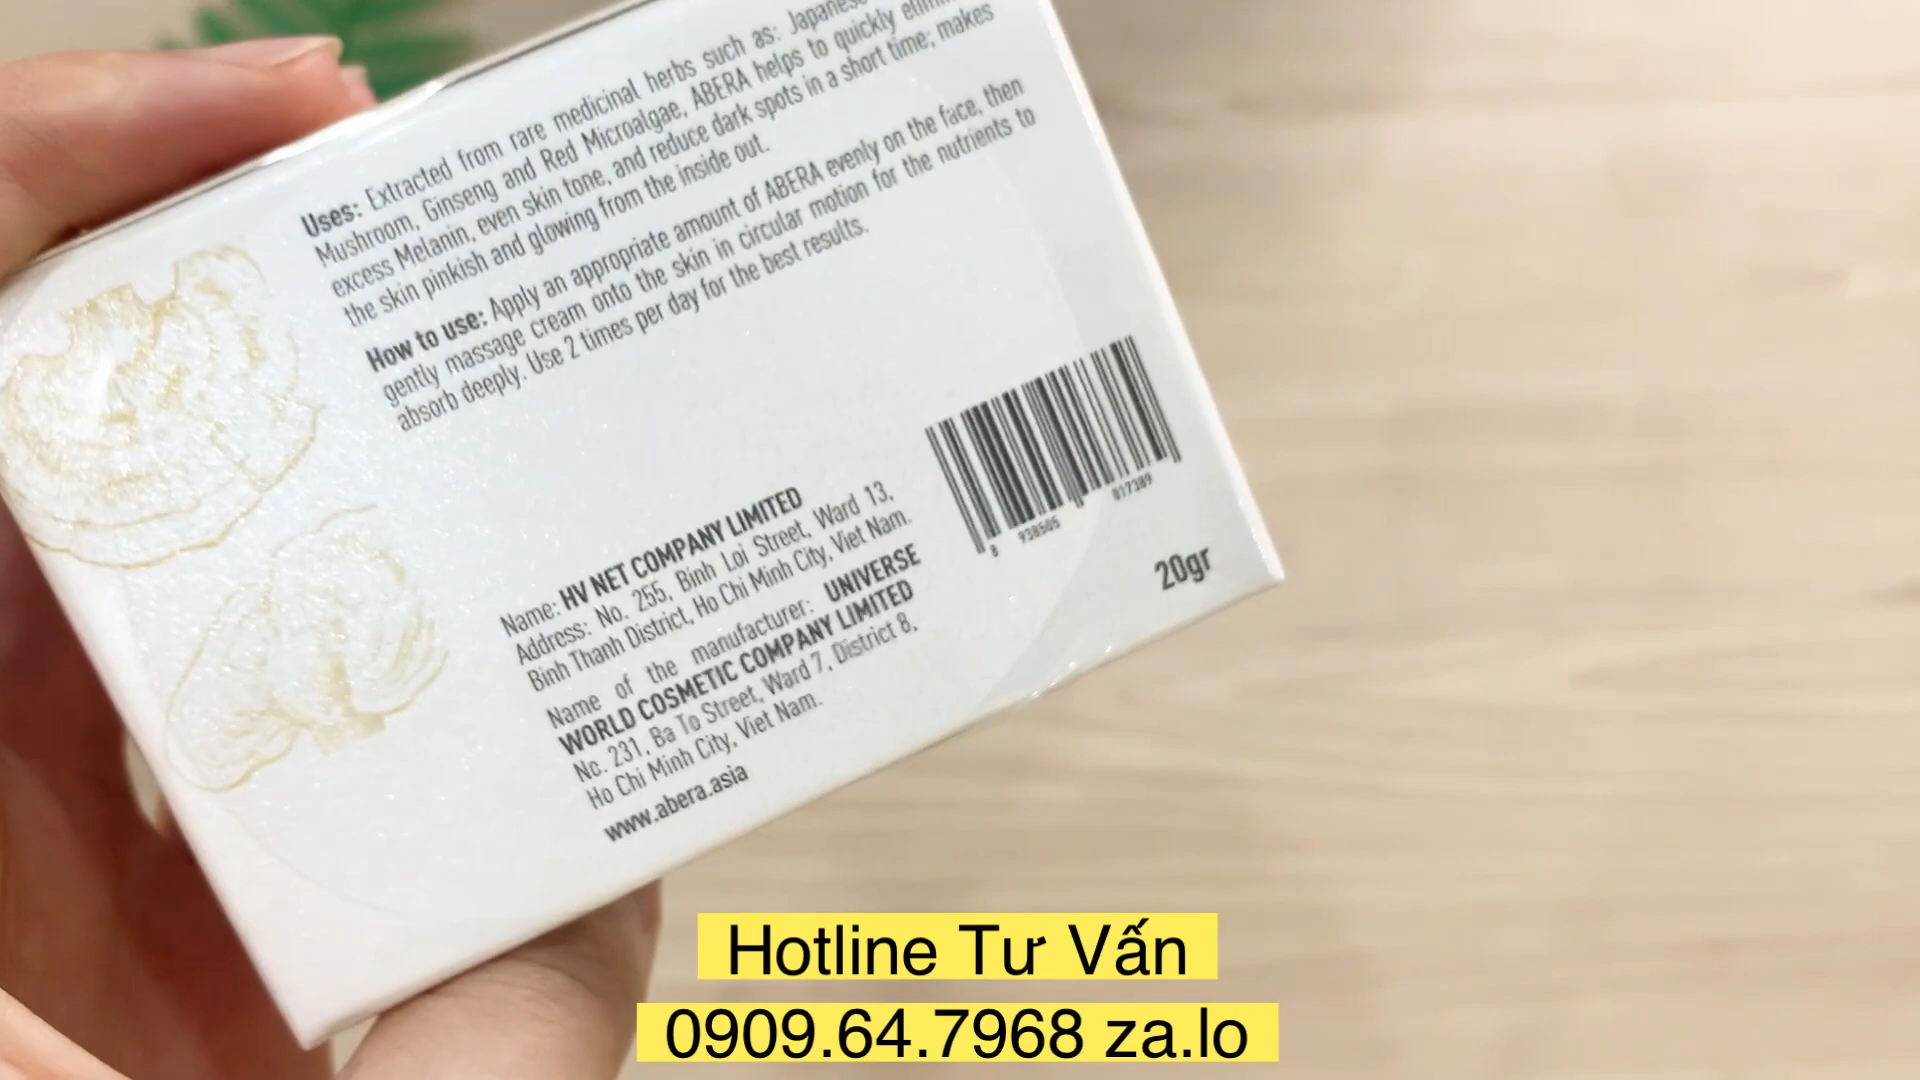 Uses: Extracted from rare medicinal herbs such as: Japanese
Mushroom, Ginseng and Red Microalgae, ABERA helps to quickly
excess Melanin, even skin tone, and reduce dark spots in a short time; makes
the skin pinkish and glowing from the inside out.
How to use: Apply an appropriate amount of ABERA evenly on the face, then
gently massage cream onto the skin in circular motion for the nutrients to
absorb deeply. Use 2 times per day for the best results.
Name: HV NET COMPANY LIMITED
Address: No. 255, Binh Loi Street, Ward 13,
Binh Thanh District, Ho Chi Minh City, Viet Nam.
Name of the manufacturer: UNIVERSE
WORLD COSMETIC COMPANY LIMITED
No. 231, Ba To Street, Ward 7, District 8,
Ho Chi Minh City, Viet Nam.
www.abera.asia
8 938505 017389
20gr
Hotline Tư Vấn
0909.64.7968 za.lo